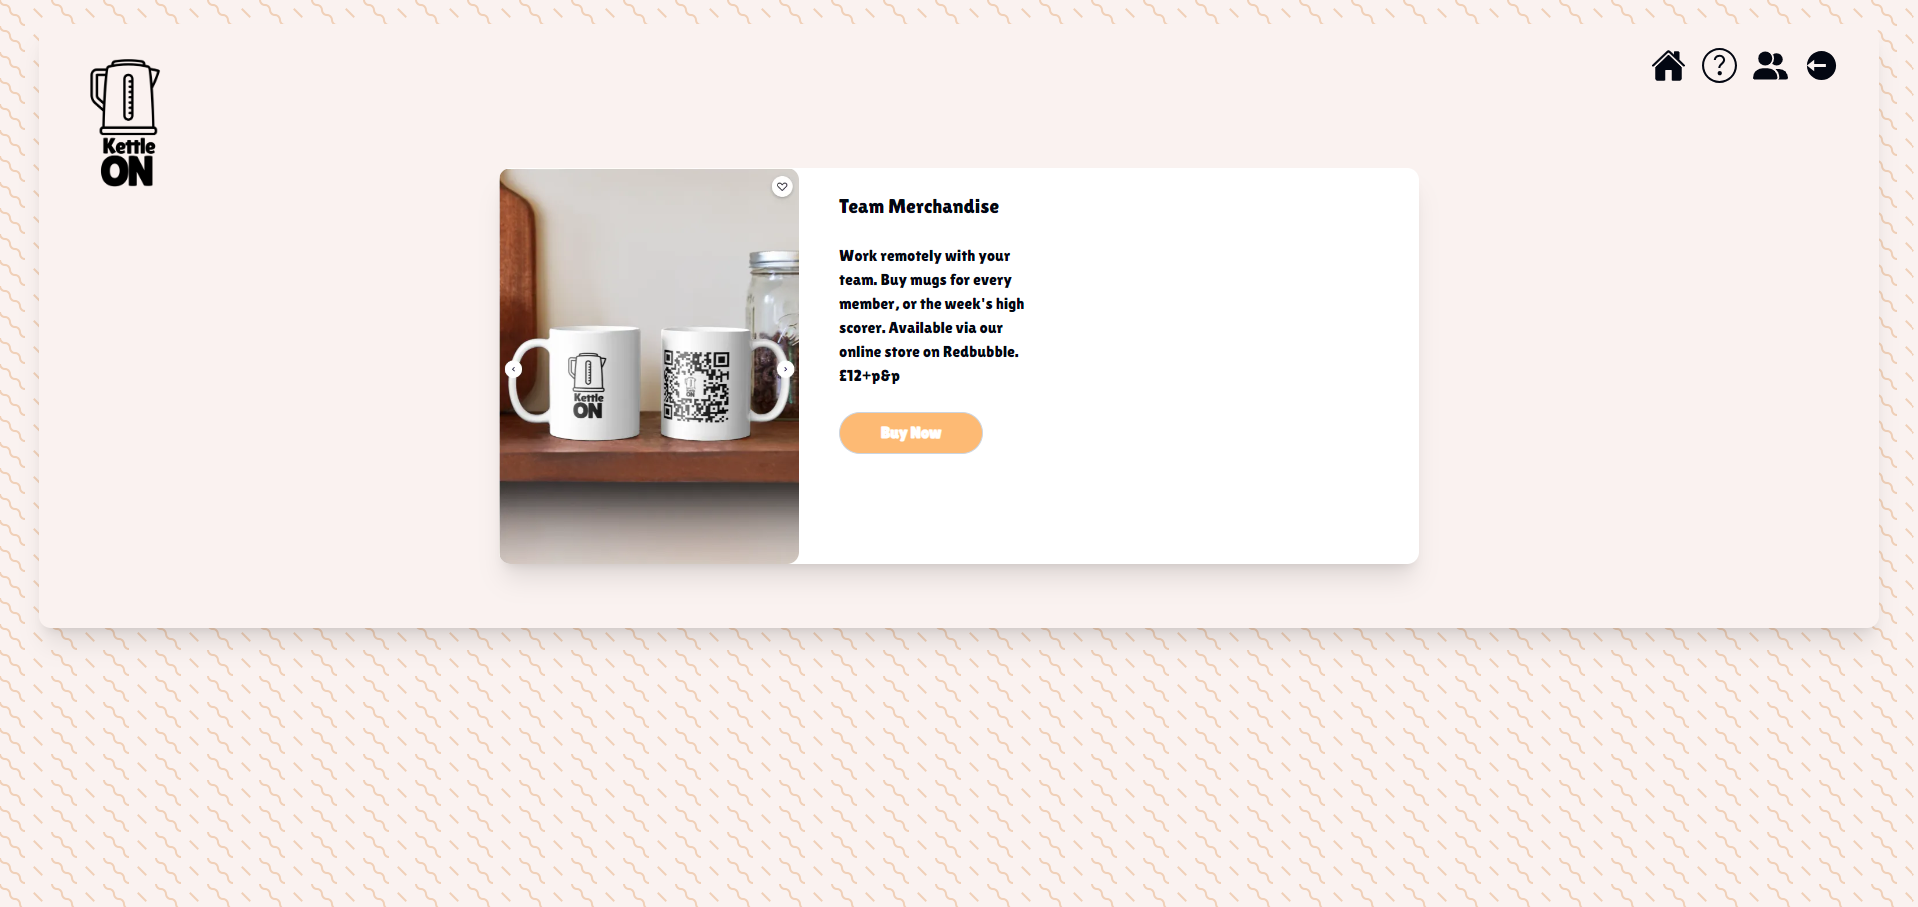 Kettle
ON
Team Merchandise
Work remotely with your
team. Buy mugs for every
member, or the week's high
scorer. Available via our
online store on Redbubble.
£12+p&p
Buy Now
Kettle
ON